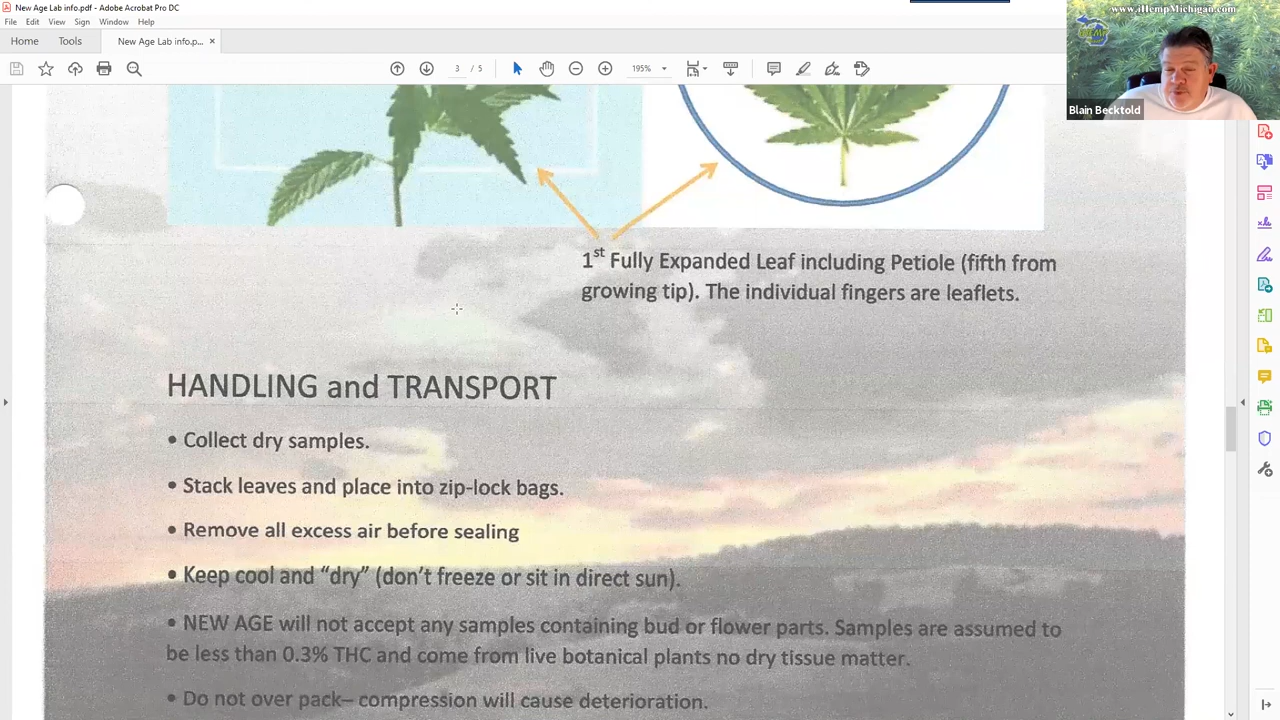 New Age Lab info.pdf - Adobe Acrobat Pro DC
File Edit View Sign Window Help
Home Tools New Age Lab info.p... ×
3 / 5 195%
www.iHempMichigan.com
Blain Becktold
1st Fully Expanded Leaf including Petiole (fifth from
growing tip). The individual fingers are leaflets.
HANDLING and TRANSPORT
• Collect dry samples.
• Stack leaves and place into zip-lock bags.
• Remove all excess air before sealing
• Keep cool and “dry” (don’t freeze or sit in direct sun).
• NEW AGE will not accept any samples containing bud or flower parts. Samples are assumed to
be less than 0.3% THC and come from live botanical plants no dry tissue matter.
• Do not over pack– compression will cause deterioration.